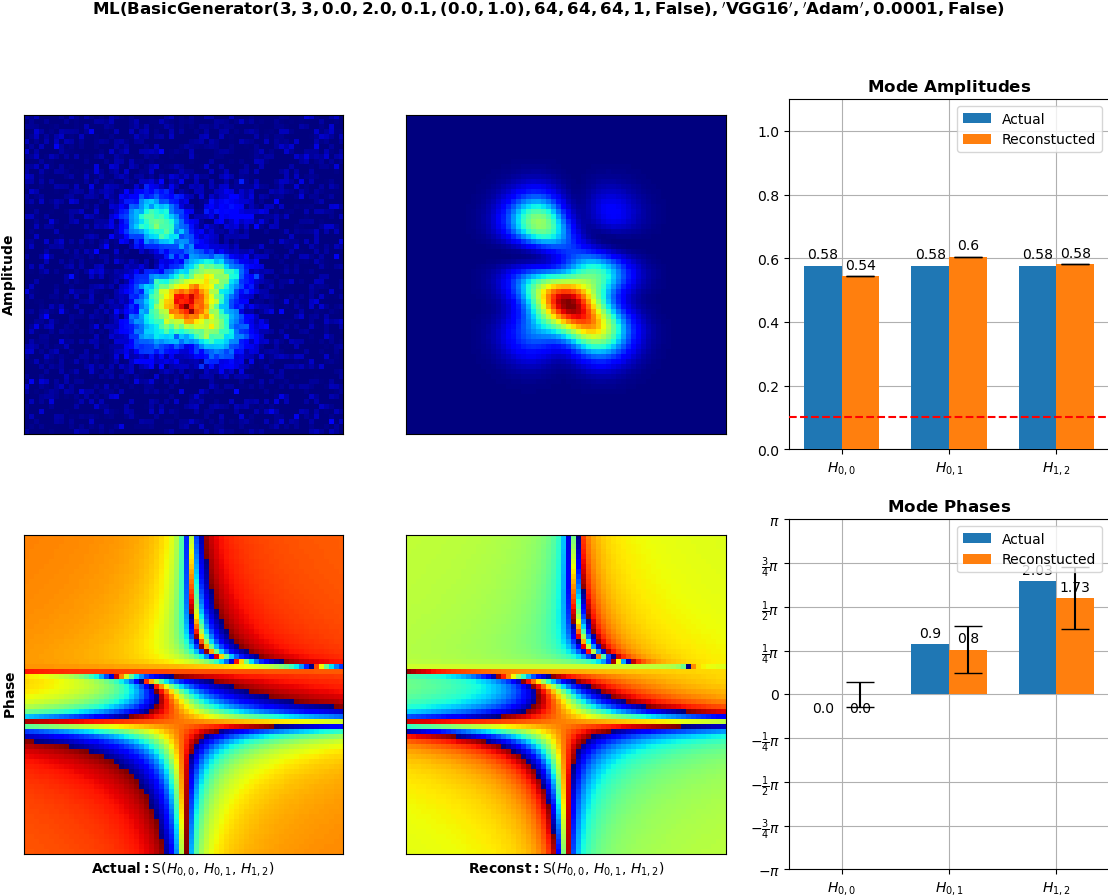 ML(BasicGenerator(3, 3, 0.0, 2.0, 0.1, (0.0, 1.0), 64, 64, 64, 1, False), ′VGG16′, ′Adam′, 0.0001, False)
Amplitude
Mode Amplitudes
Actual
Reconstucted
1.0
0.8
0.6
0.4
0.2
0.0
0.58 0.54 0.58 0.6 0.58 0.58
H0,0 H0,1 H1,2
Phase
Actual: S(H0,0, H0,1, H1,2)
Reconst: S(H0,0, H0,1, H1,2)
Mode Phases
Actual
Reconstucted
π
3/4π
1/2π
1/4π
0
−1/4π
−1/2π
−3/4π
−π
0.0 0.0 0.9 0.8 2.03 1.73
H0,0 H0,1 H1,2